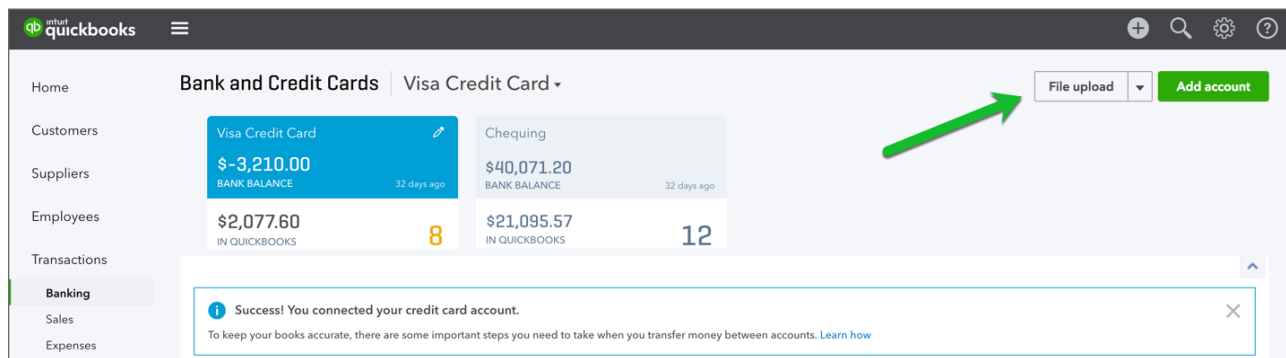 qb intuit quickbooks
Home
Customers
Suppliers
Employees
Transactions
Banking
Sales
Expenses
Bank and Credit Cards Visa Credit Card
File upload Add account
Visa Credit Card
$-3,210.00
BANK BALANCE 32 days ago
$2,077.60
IN QUICKBOOKS 8
Chequing
$40,071.20
BANK BALANCE 32 days ago
$21,095.57
IN QUICKBOOKS 12
Success! You connected your credit card account.
To keep your books accurate, there are some important steps you need to take when you transfer money between accounts. Learn how